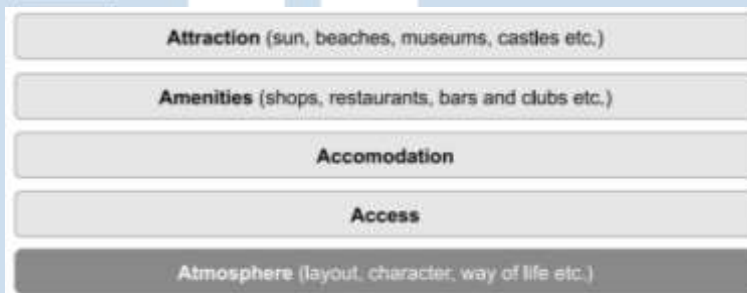 Attraction (sun, beaches, museums, castles etc.)
Amenities (shops, restaurants, bars and clubs etc.)
Accomodation
Access
Atmosphere (layout, character, way of life etc.)